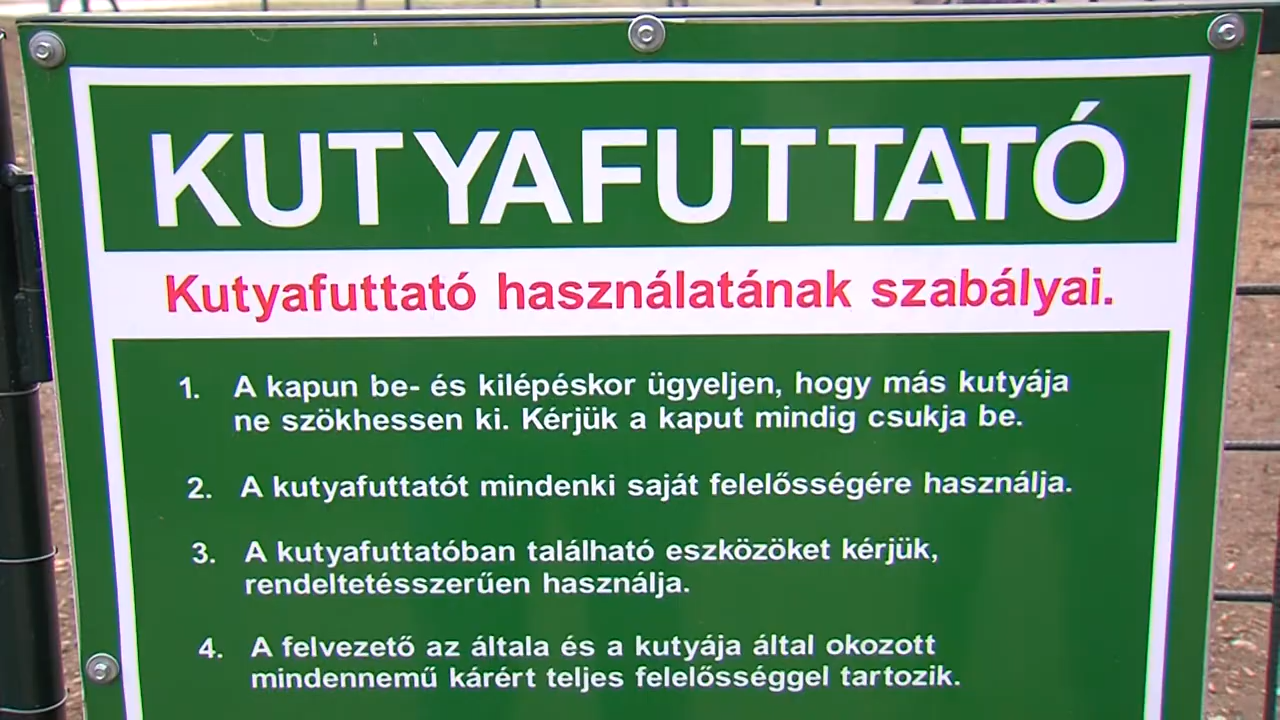 KUTYAFUTTATÓ
Kutyafuttató használatának szabályai.
1. A kapun be- és kilépéskor ügyeljen, hogy más kutyája
ne szökhessen ki. Kérjük a kaput mindig csukja be.
2. A kutyafuttatót mindenki saját felelősségére használja.
3. A kutyafuttatóban található eszközöket kérjük,
rendeltetésszerűen használja.
4. A felvezető az általa és a kutyája által okozott
mindennemű kárért teljes felelősséggel tartozik.